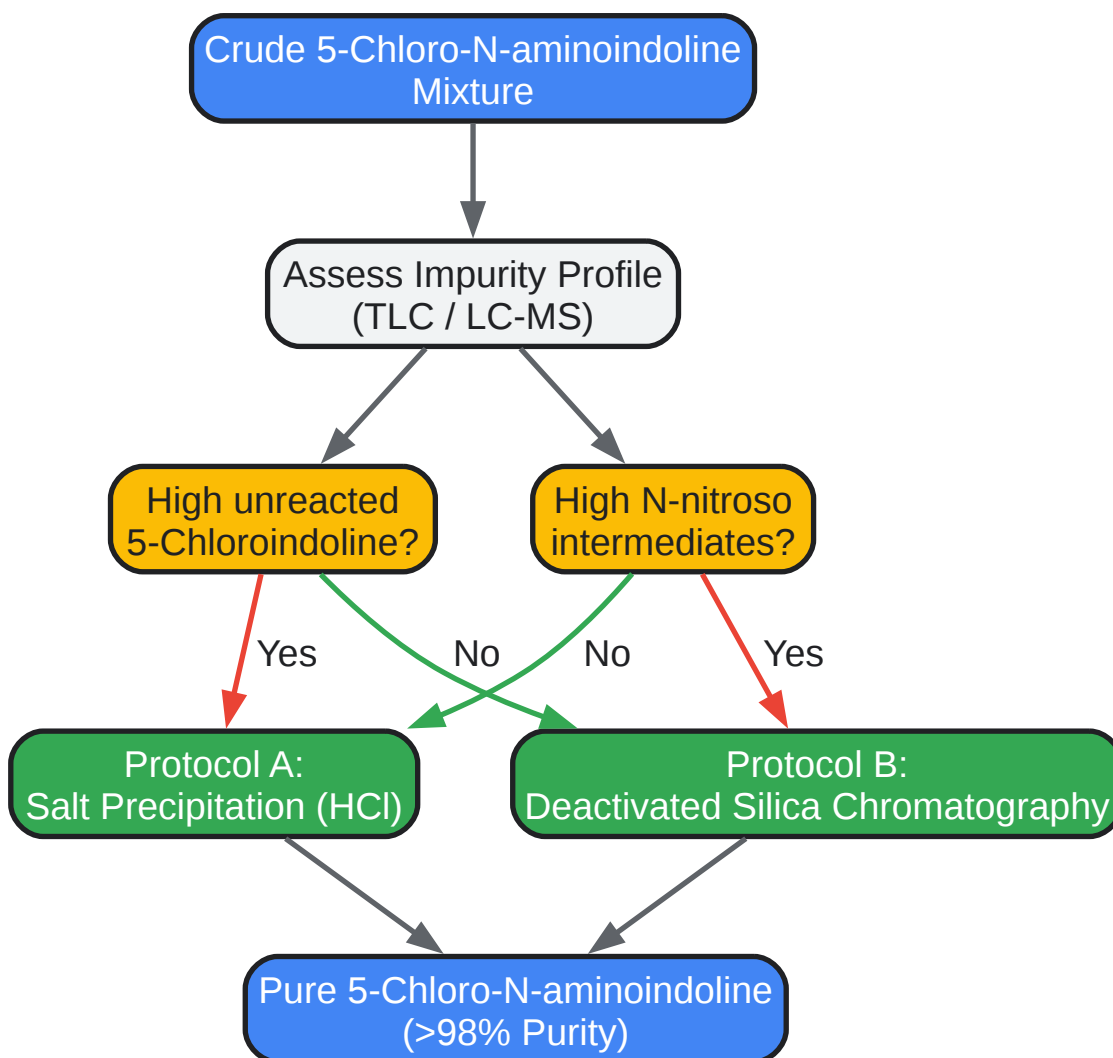 Crude 5-Chloro-N-aminoindoline
Mixture
Assess Impurity Profile
(TLC / LC-MS)
High unreacted
5-Chloroindoline?
High N-nitroso
intermediates?
Yes
No
No
Yes
Protocol A:
Salt Precipitation (HCl)
Protocol B:
Deactivated Silica Chromatography
Pure 5-Chloro-N-aminoindoline
(>98% Purity)